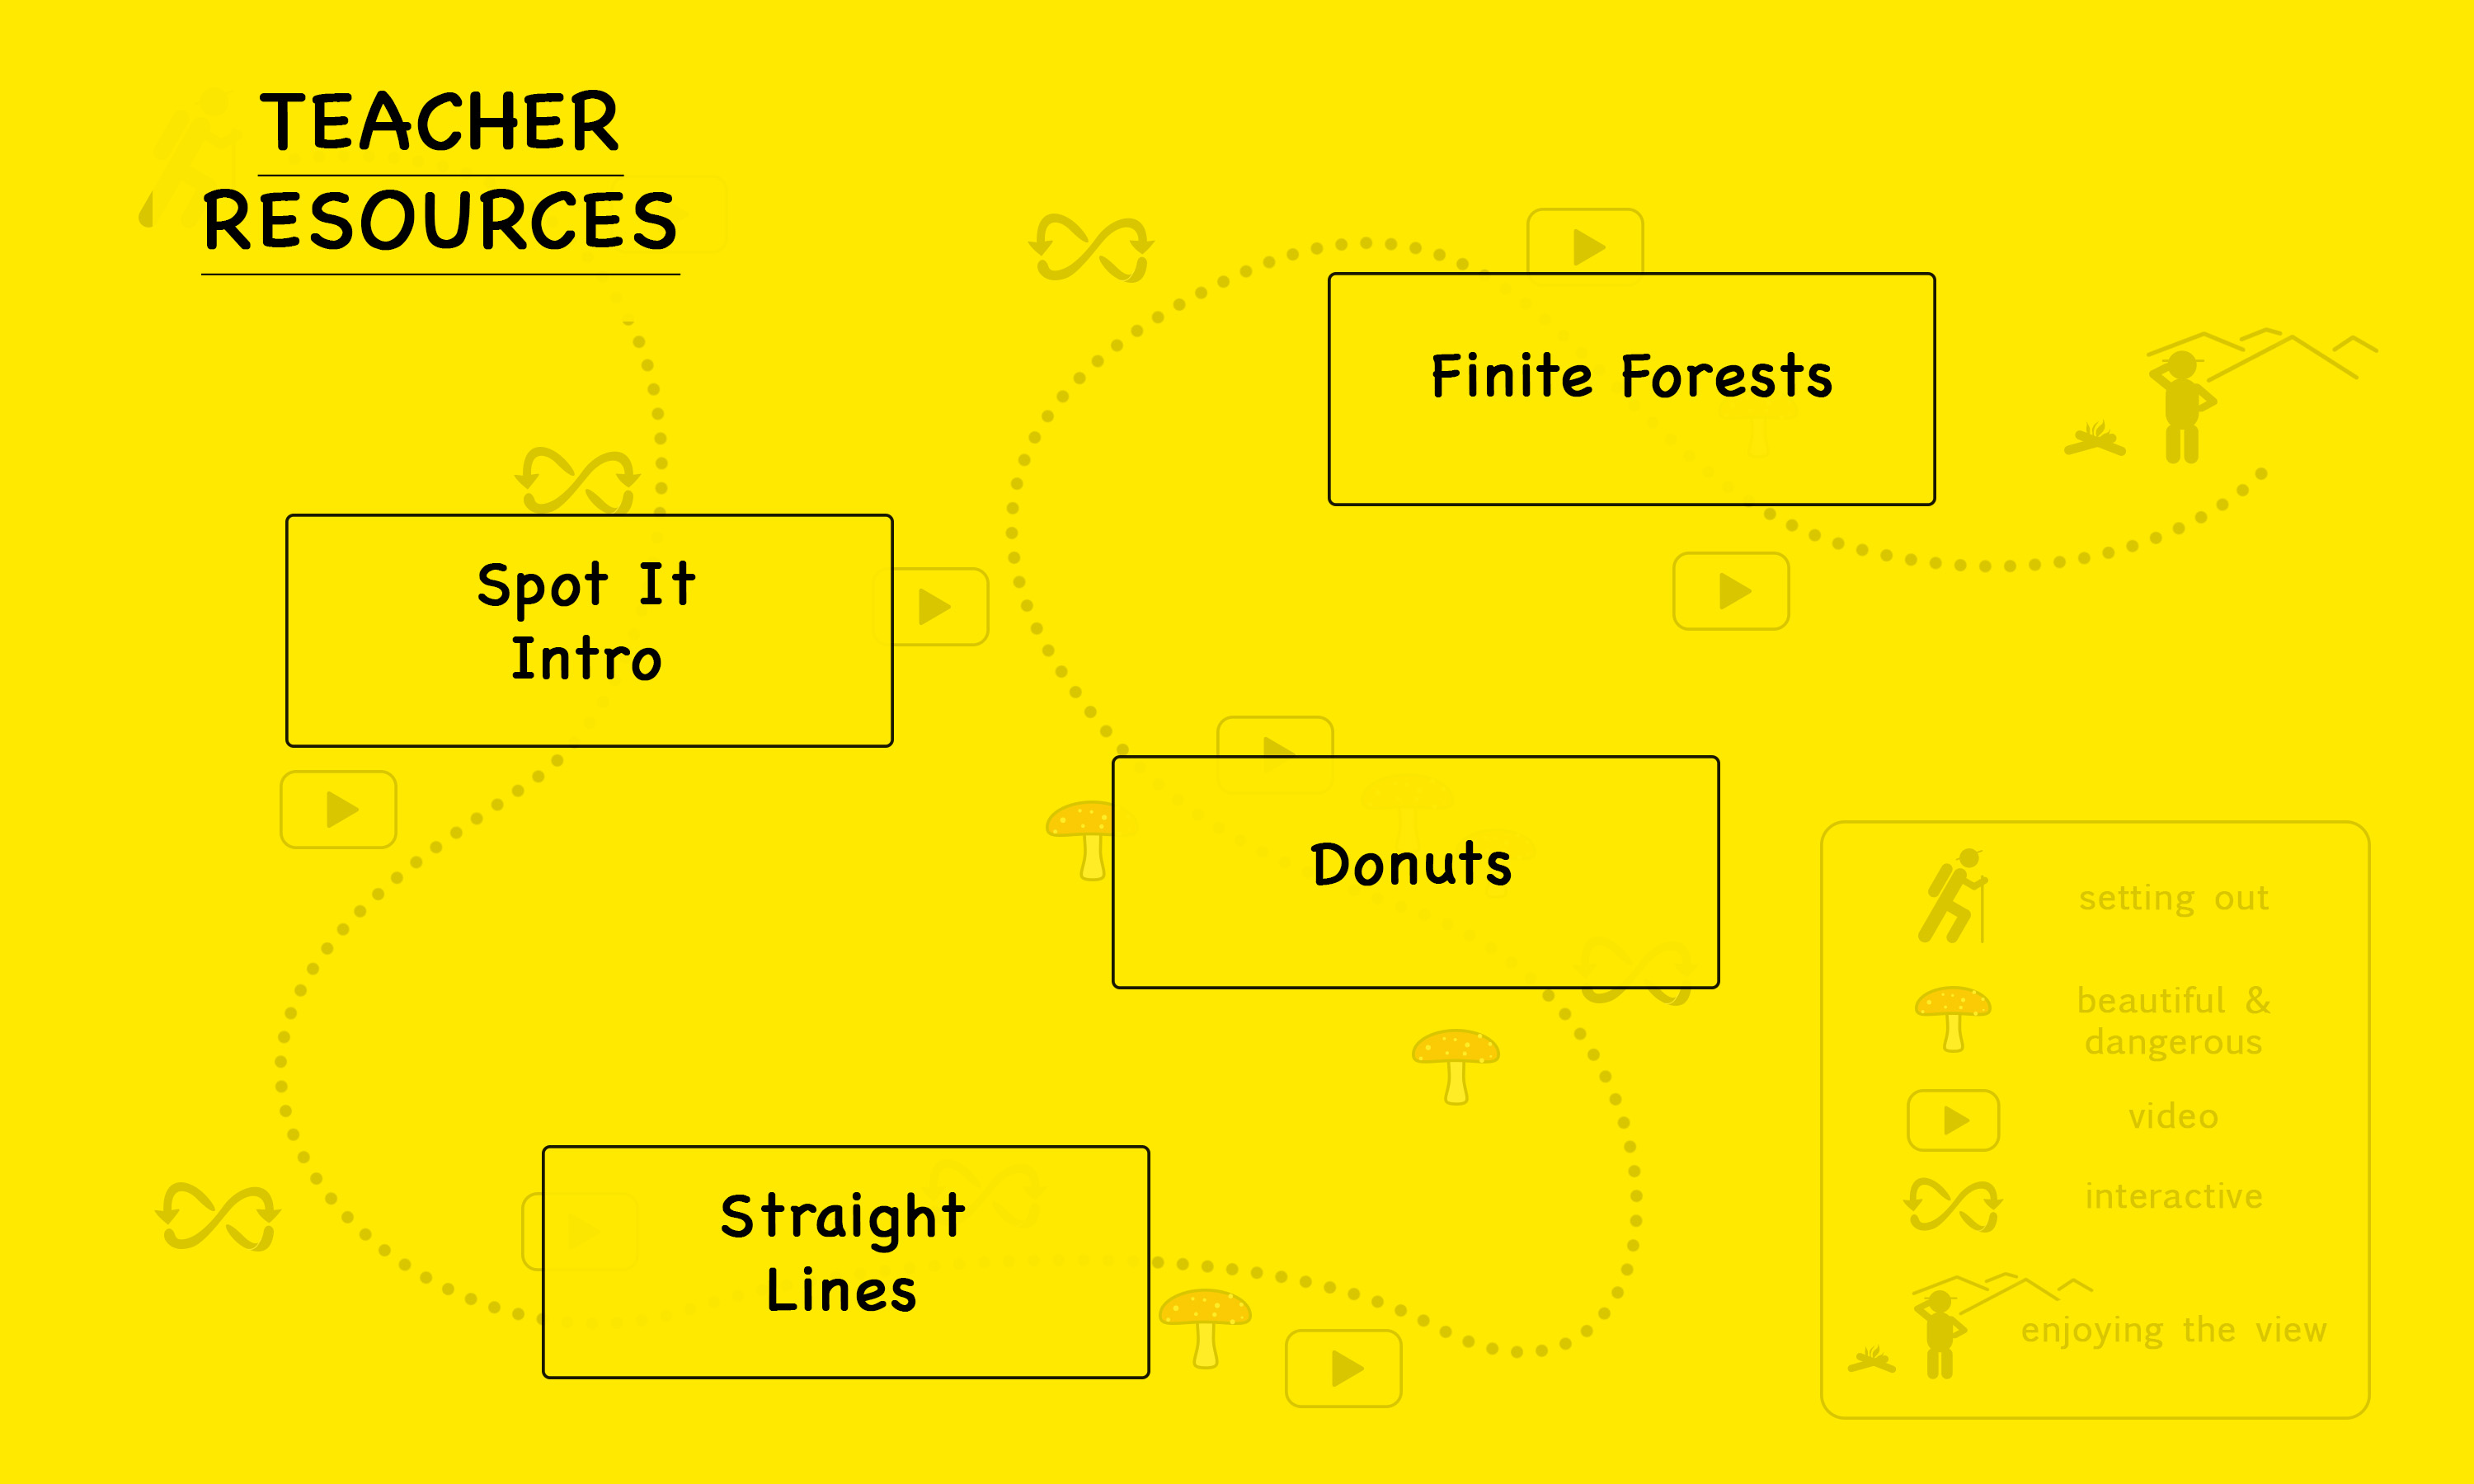 TEACHER
RESOURCES
Finite Forests
Spot It
Intro
Donuts
Straight
Lines
setting out
beautiful &
dangerous
video
interactive
enjoying the view